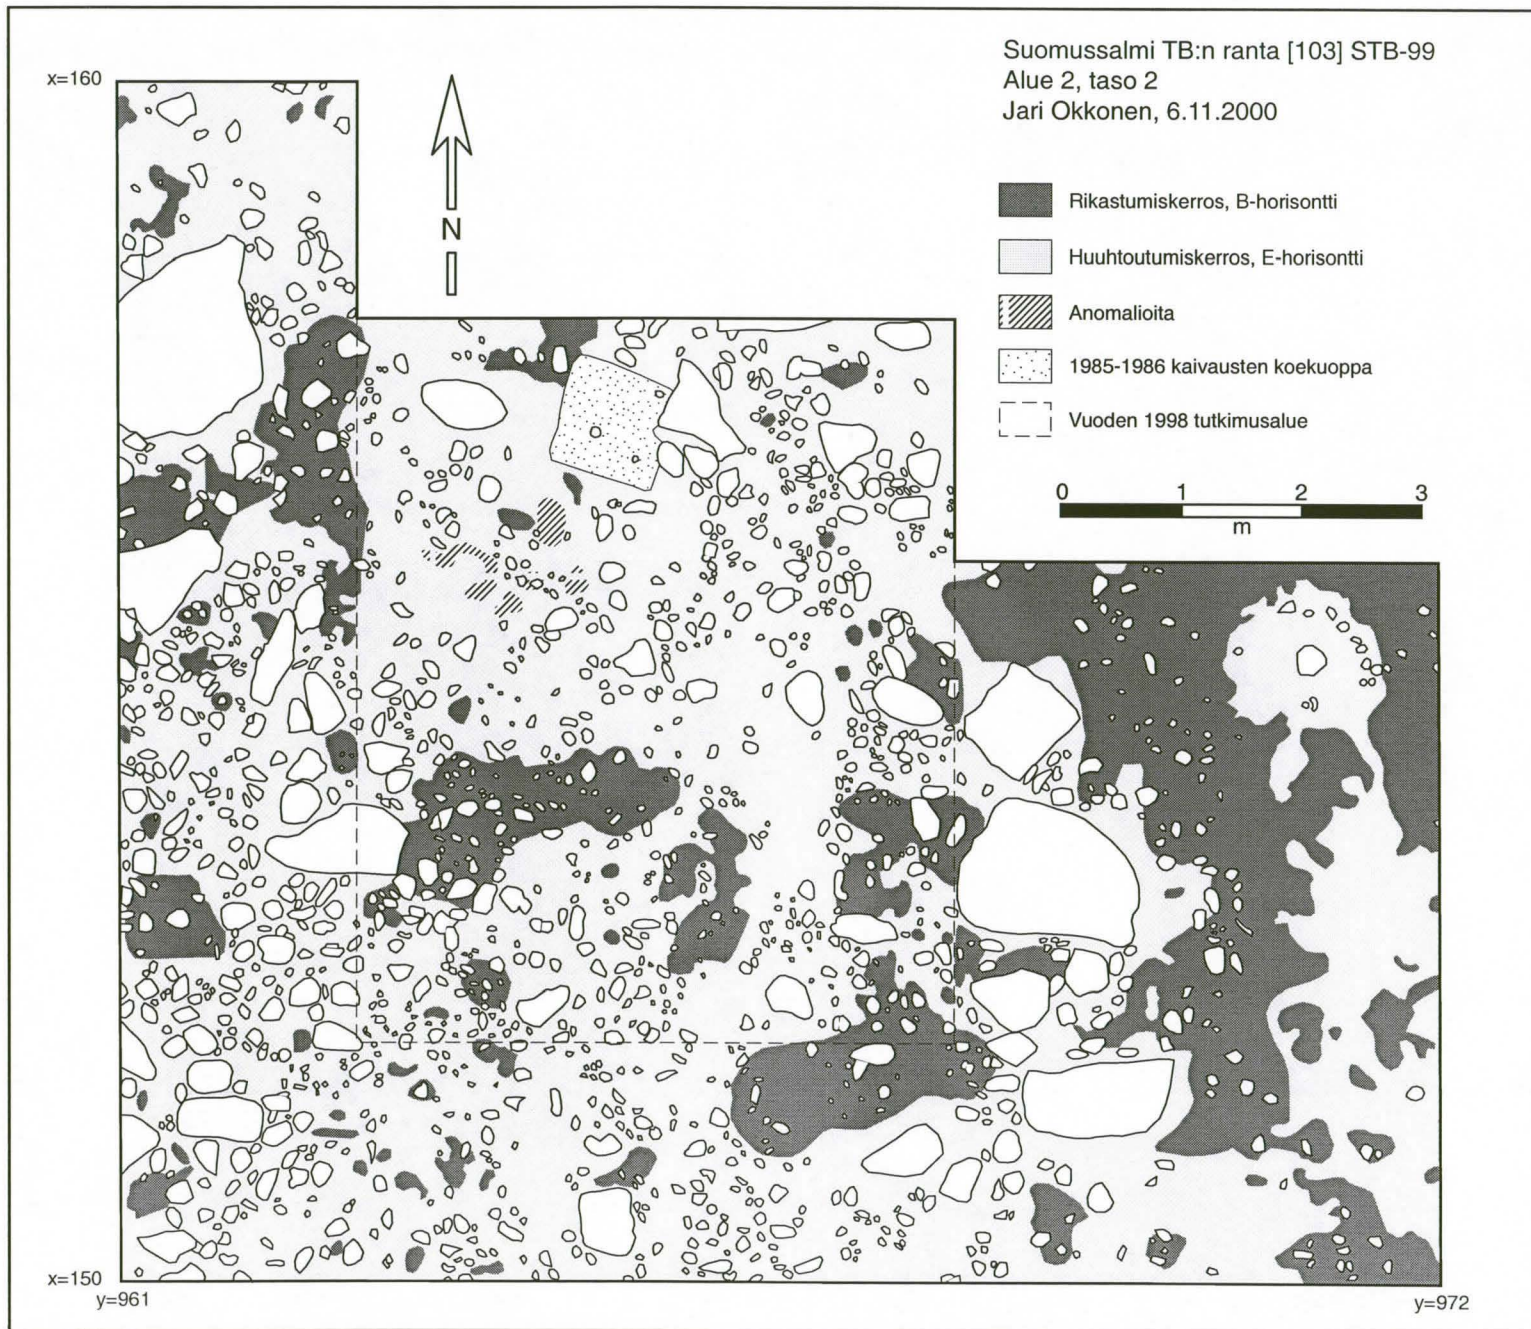 Suomussalmi TB:n ranta [103] STB-99
Alue 2, taso 2
Jari Okkonen, 6.11.2000
x=160
N
Rikastumiskerros, B-horisontti
Huuhtoutumiskerros, E-horisontti
Anomalioita
1985-1986 kaivausten koekuoppa
Vuoden 1998 tutkimusalue
0 1 2 3
m
x=150
y=961
y=972